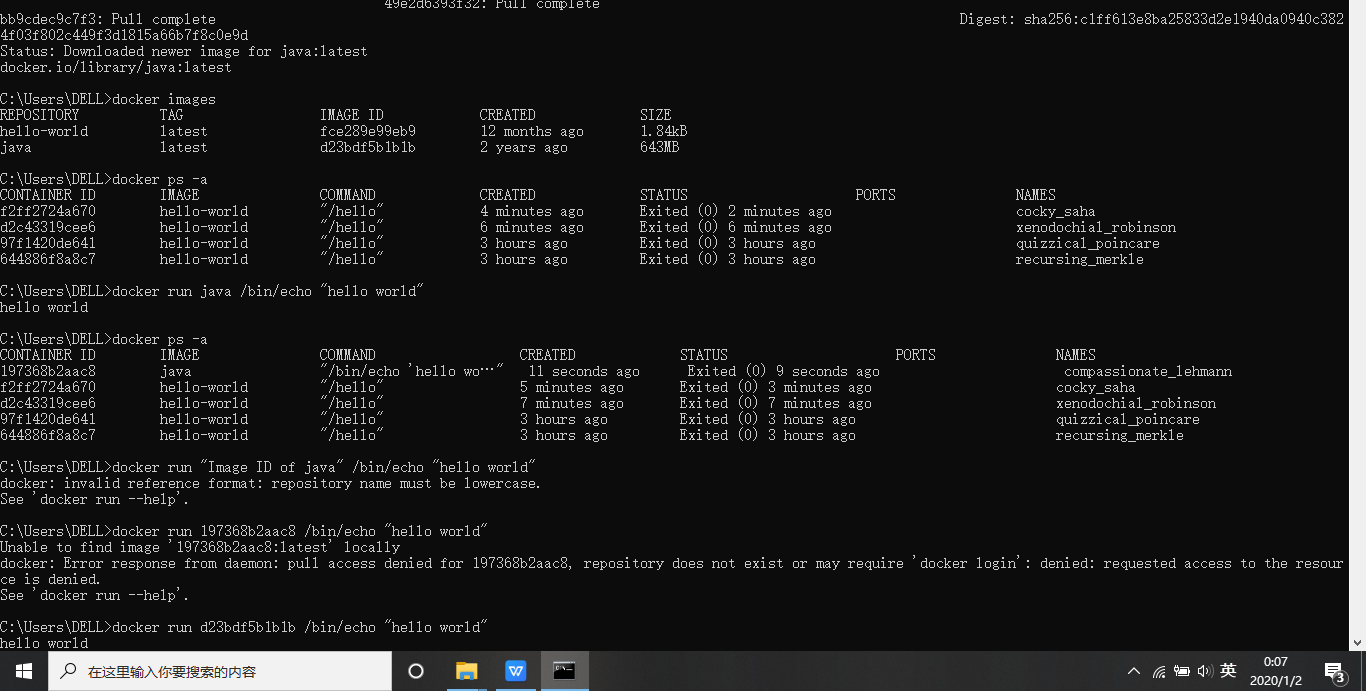 49e2d6393f32: Pull complete
bb9cdec9c7f3: Pull complete Digest: sha256:c1ff613e8ba25833d2e1940da0940c382
4f03f802c449f3d1815a66b7f8c0e9d
Status: Downloaded newer image for java:latest
docker.io/library/java:latest
C:\Users\DELL>docker images
REPOSITORY TAG IMAGE ID CREATED SIZE
hello-world latest fce289e99eb9 12 months ago 1.84kB
java latest d23bdf5b1b1b 2 years ago 643MB
C:\Users\DELL>docker ps -a
CONTAINER ID IMAGE COMMAND CREATED STATUS PORTS NAMES
f2ff2724a670 hello-world "/hello" 4 minutes ago Exited (0) 2 minutes ago cocky_saha
d2c43319cee6 hello-world "/hello" 6 minutes ago Exited (0) 6 minutes ago xenodochial_robinson
97f1420de641 hello-world "/hello" 3 hours ago Exited (0) 3 hours ago quizzical_poincare
644886f8a8c7 hello-world "/hello" 3 hours ago Exited (0) 3 hours ago recursing_merkle
C:\Users\DELL>docker run java /bin/echo "hello world"
hello world
C:\Users\DELL>docker ps -a
CONTAINER ID IMAGE COMMAND CREATED STATUS PORTS NAMES
197368b2aac8 java "/bin/echo 'hello wo…" 11 seconds ago Exited (0) 9 seconds ago compassionate_lehmann
f2ff2724a670 hello-world "/hello" 5 minutes ago Exited (0) 3 minutes ago cocky_saha
d2c43319cee6 hello-world "/hello" 7 minutes ago Exited (0) 7 minutes ago xenodochial_robinson
97f1420de641 hello-world "/hello" 3 hours ago Exited (0) 3 hours ago quizzical_poincare
644886f8a8c7 hello-world "/hello" 3 hours ago Exited (0) 3 hours ago recursing_merkle
C:\Users\DELL>docker run "Image ID of java" /bin/echo "hello world"
docker: invalid reference format: repository name must be lowercase.
See 'docker run --help'.
C:\Users\DELL>docker run 197368b2aac8 /bin/echo "hello world"
Unable to find image '197368b2aac8:latest' locally
docker: Error response from daemon: pull access denied for 197368b2aac8, repository does not exist or may require 'docker login': denied: requested access to the resour
ce is denied.
See 'docker run --help'.
C:\Users\DELL>docker run d23bdf5b1b1b /bin/echo "hello world"
hello world
在这里输入你要搜索的内容
W
C:\
英
0:07
2020/1/2
3